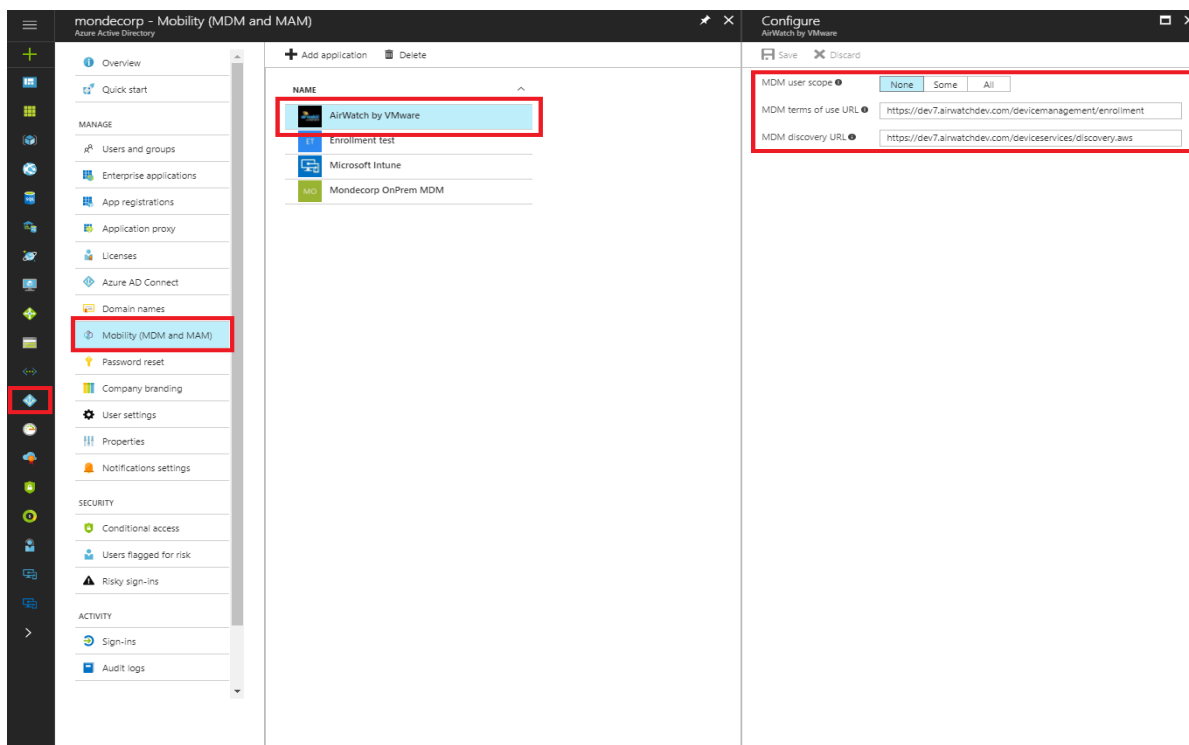 mondecorp - Mobility (MDM and MAM)
Azure Active Directory
Overview
Quick start
MANAGE
Users and groups
Enterprise applications
App registrations
Application proxy
Licenses
Azure AD Connect
Domain names
Mobility (MDM and MAM)
Password reset
Company branding
User settings
Properties
Notifications settings
SECURITY
Conditional access
Users flagged for risk
Risky sign-ins
ACTIVITY
Sign-ins
Audit logs
Add application Delete
NAME
AirWatch by VMware
ET Enrollment test
Microsoft Intune
MO Mondecorp OnPrem MDM
Configure
AirWatch by VMware
Save Discard
MDM user scope None Some All
MDM terms of use URL https://dev7.airwatchdev.com/devicemanagement/enrollment
MDM discovery URL https://dev7.airwatchdev.com/deviceservices/discovery.aws